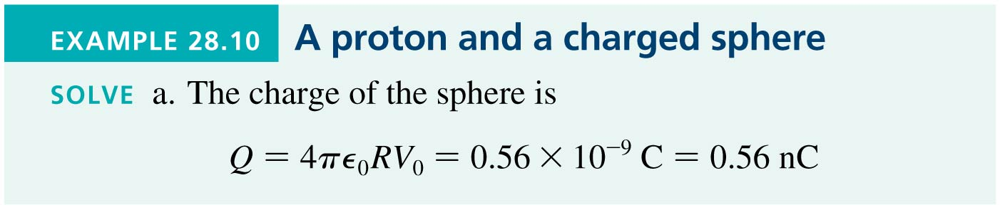 EXAMPLE 28.10 A proton and a charged sphere
SOLVE a. The charge of the sphere is
Q = 4πϵ₀RV₀ = 0.56 × 10⁻⁹ C = 0.56 nC